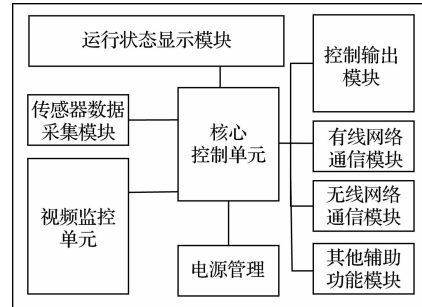 运行状态显示模块
控制输出
模块
传感器数据
采集模块
核心
控制单元
有线网络
通信模块
视频监控
单元
无线网络
通信模块
电源管理
其他辅助
功能模块